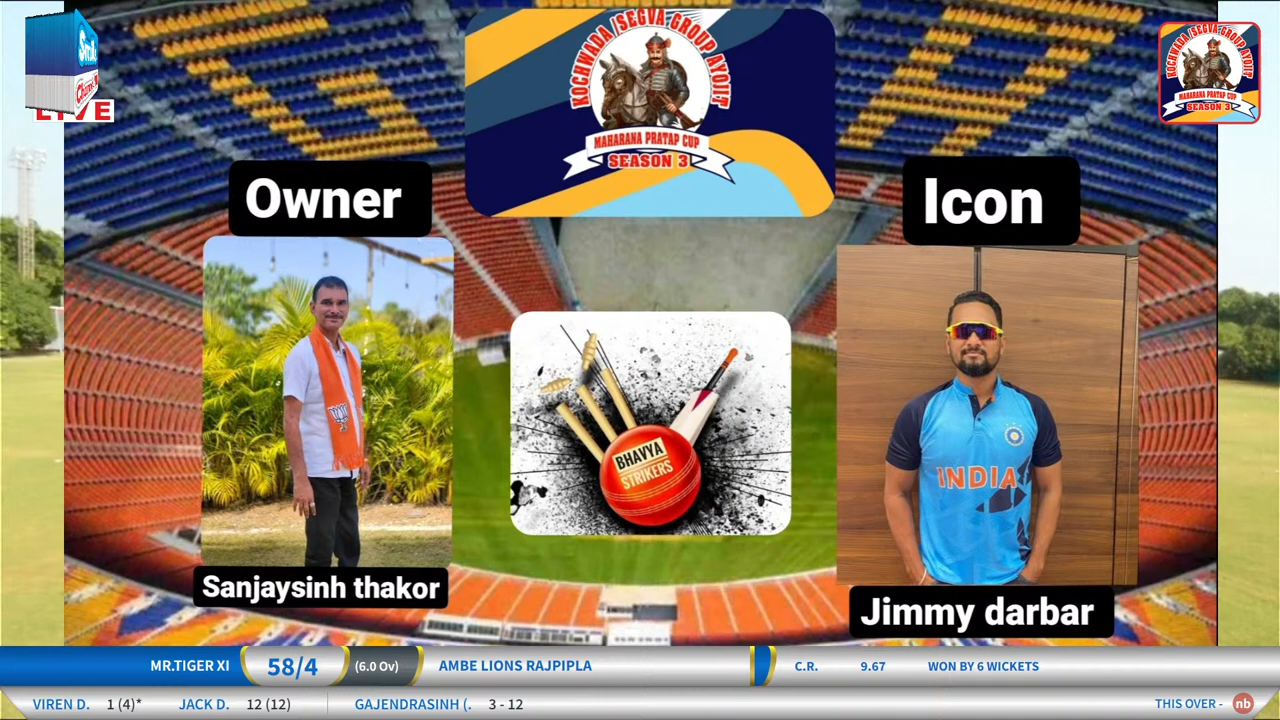 Smile
Channel
LIVE
KOCHWADA/SEGVA GROUP AYOJIT
MAHARANA PRATAP CUP
SEASON 3
KOCHWADA/SEGVA GROUP AYOJIT
MAHARANA PRATAP CUP
SEASON 3
Owner
Icon
BHAVYA
STRIKERS
INDIA
Sanjaysinh thakor
Jimmy darbar
MR.TIGER XI 58/4 (6.0 Ov) AMBE LIONS RAJPIPLA C.R. 9.67 WON BY 6 WICKETS
VIREN D. 1 (4)* JACK D. 12 (12) GAJENDRASINH (. 3 - 12 THIS OVER - nb